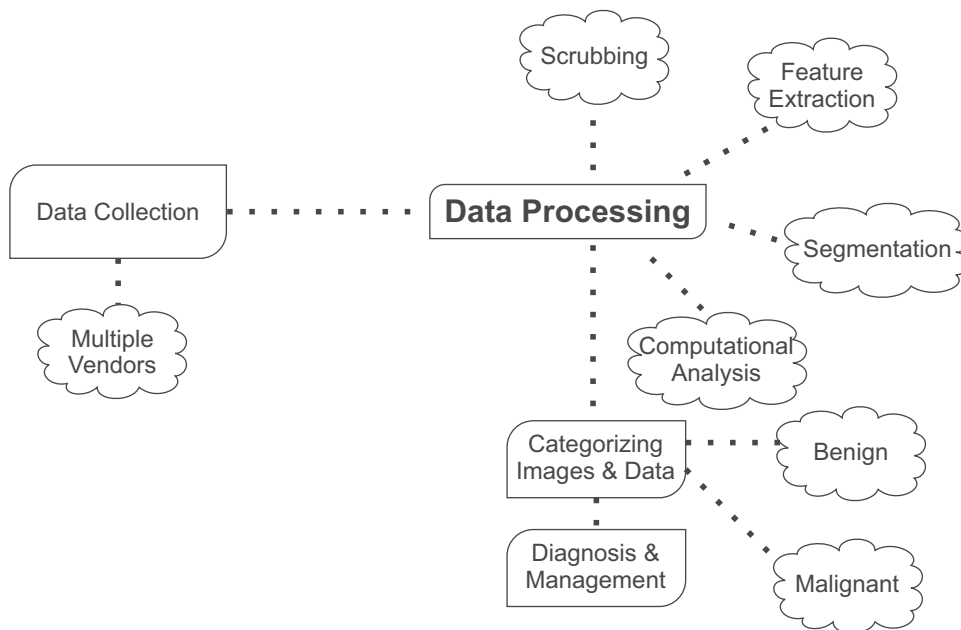 Scrubbing
Feature
Extraction
Data Collection
Data Processing
Segmentation
Multiple
Vendors
Computational
Analysis
Categorizing
Images & Data
Benign
Diagnosis &
Management
Malignant